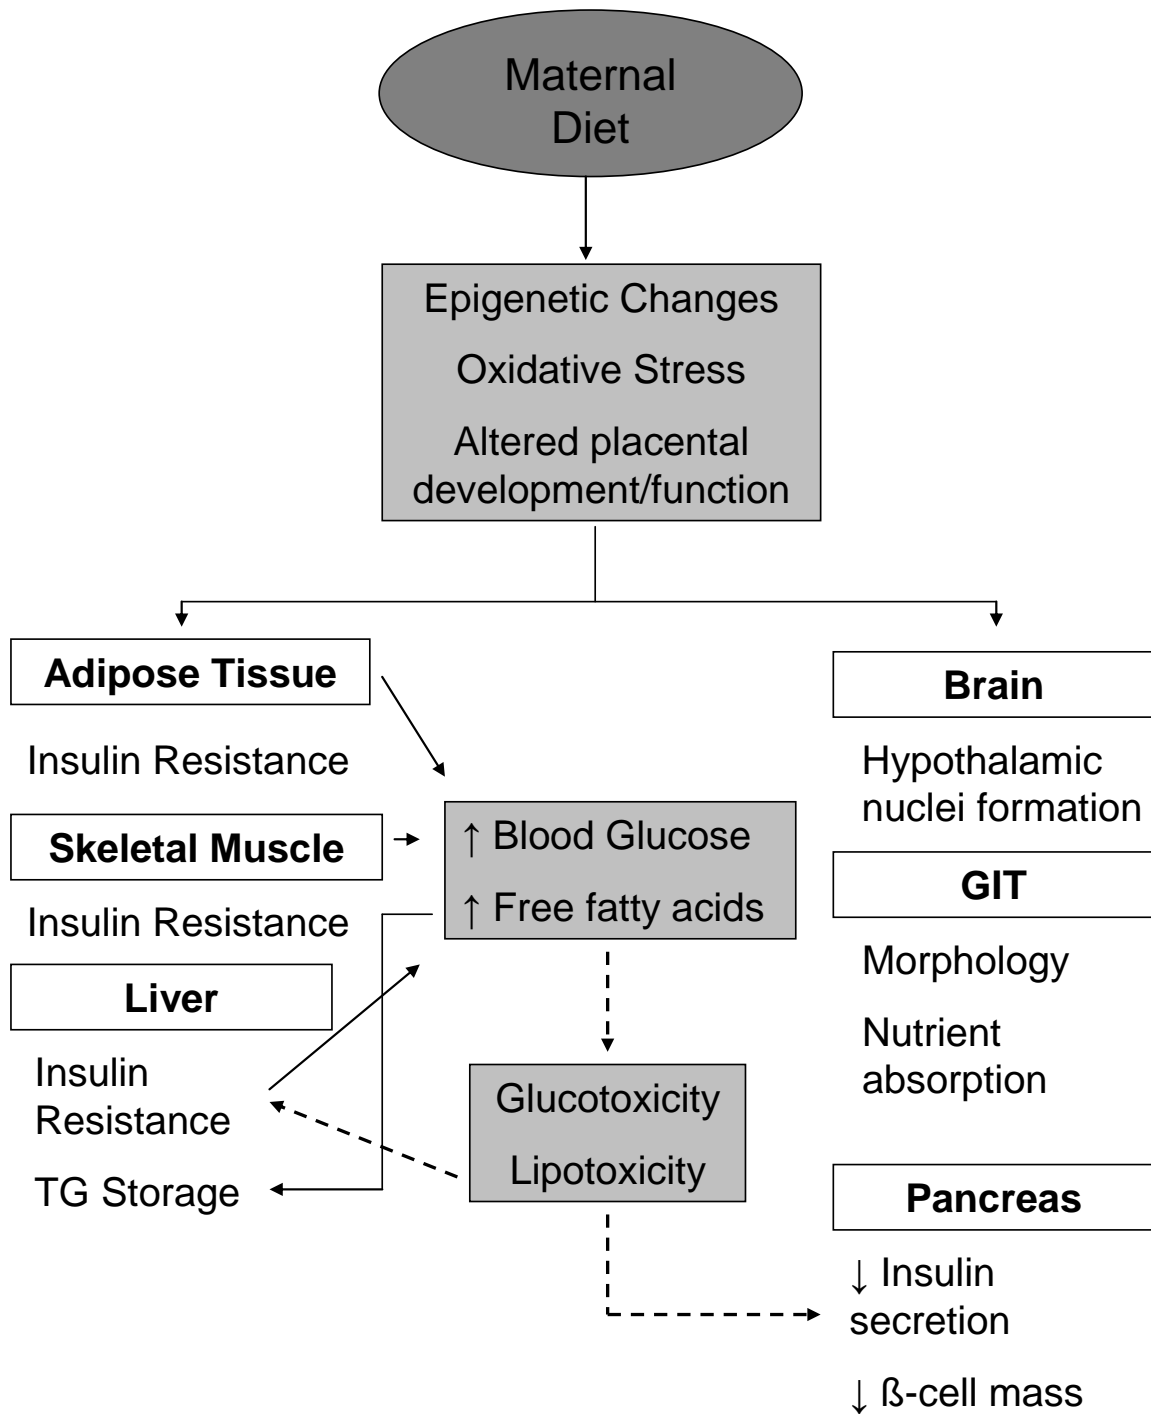 Maternal
Diet
Epigenetic Changes
Oxidative Stress
Altered placental
development/function
Adipose Tissue
Insulin Resistance
Skeletal Muscle
Insulin Resistance
Liver
Insulin
Resistance
TG Storage
↑ Blood Glucose
↑ Free fatty acids
Glucotoxicity
Lipotoxicity
Brain
Hypothalamic
nuclei formation
GIT
Morphology
Nutrient
absorption
Pancreas
↓ Insulin
secretion
↓ ß-cell mass